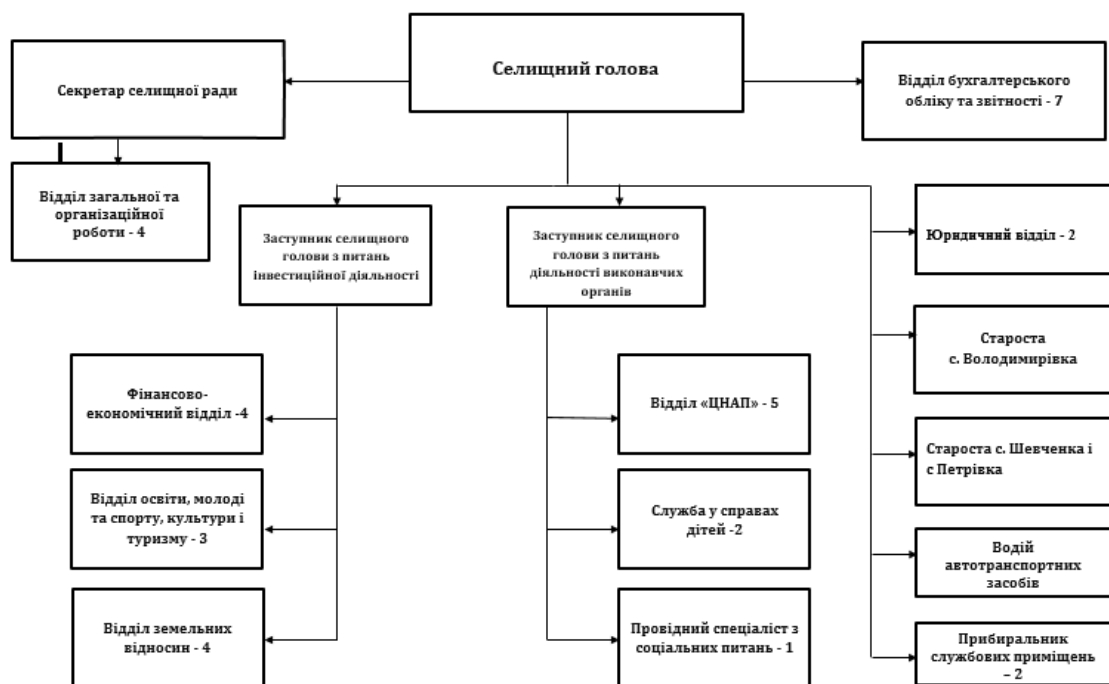 Селищний голова
Секретар селищної ради
Відділ бухгалтерського
обліку та звітності - 7
Відділ загальної та
організаційної
роботи - 4
Заступник селищного
голови з питань
інвестиційної діяльності
Заступник селищного
голови з питань
діяльності виконавчих
органів
Юридичний відділ - 2
Староста
с. Володимирівка
Фінансово-
економічний відділ -4
Відділ «ЦНАП» - 5
Староста с. Шевченка і
с Петрівка
Відділ освіти, молоді
та спорту, культури і
туризму - 3
Служба у справах
дітей -2
Водій
автотранспортних
засобів
Відділ земельних
відносин - 4
Провідний спеціаліст з
соціальних питань - 1
Прибиральник
службових приміщень
– 2